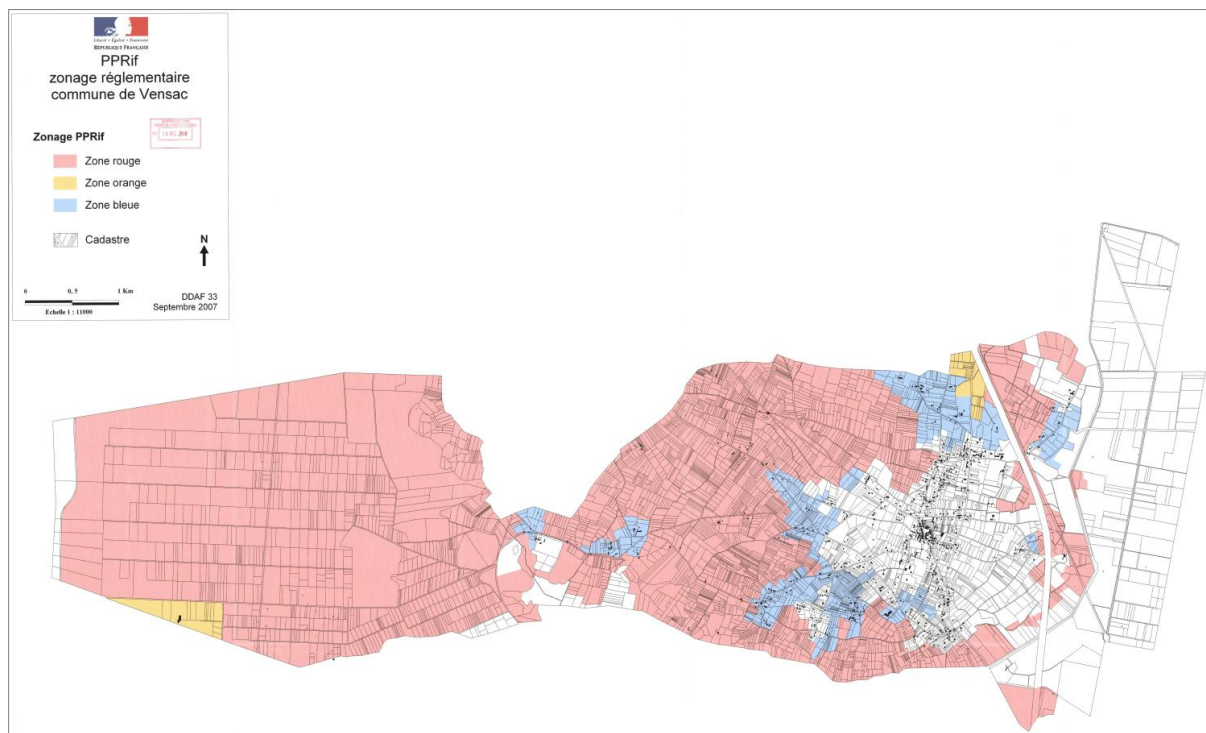 Liberté • Égalité • Fraternité
RÉPUBLIQUE FRANÇAISE
PPRif
zonage réglementaire
commune de Vensac
Zonage PPRif
Zone rouge
Zone orange
Zone bleue
Cadastre
N
0 0, 5 1 Km
Echelle 1 : 11000
DDAF 33
Septembre 2007